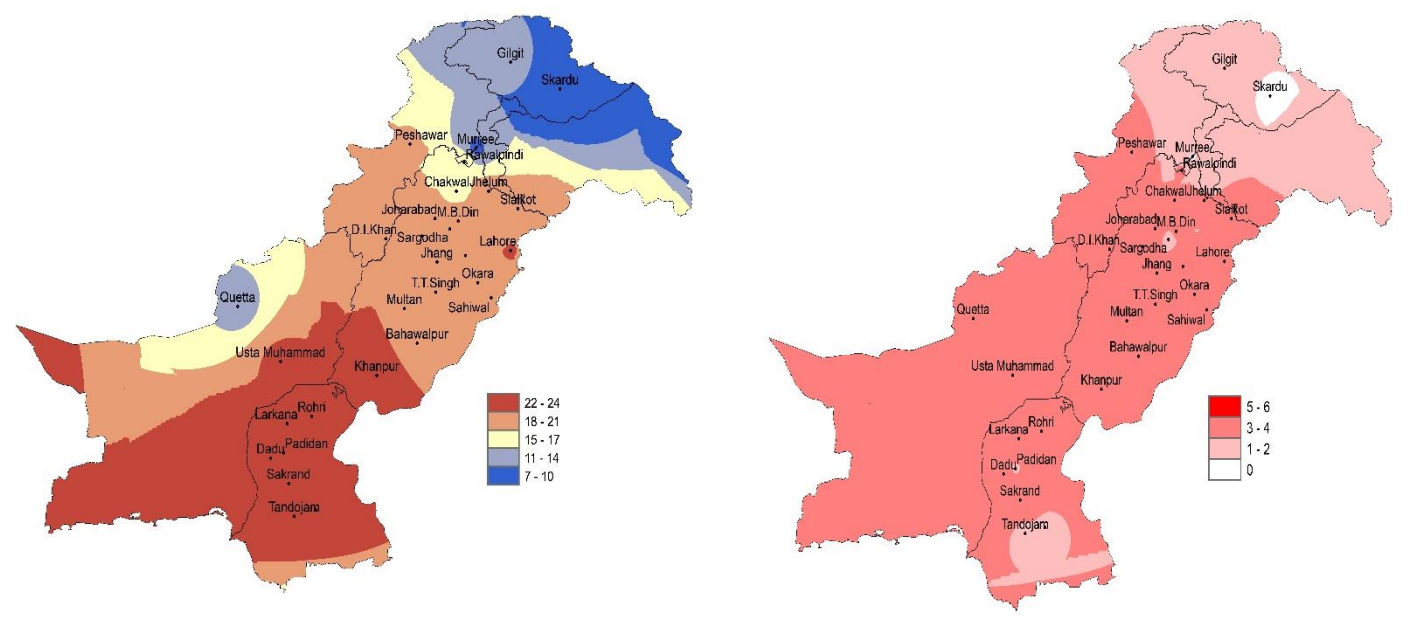 Gilgit
Skardu
Peshawar
Murree
Rawalpindi
Chakwal Jhelum
Sialkot
Joharabad M.B.Din
D.I.Khan
Sargodha
Lahore
Jhang
T.T.Singh
Okara
Quetta
Multan
Sahiwal
Bahawalpur
Usta Muhammad
Khanpur
Larkana
Rohri
Dadu
Padidan
Sakrand
Tandojam
22 - 24
18 - 21
15 - 17
11 - 14
7 - 10
Gilgit
Skardu
Peshawar
Murree
Rawalpindi
Chakwal Jhelum
Sialkot
Joharabad M.B.Din
D.I.Khan
Sargodha
Lahore
Jhang
T.T.Singh
Okara
Quetta
Multan
Sahiwal
Bahawalpur
Usta Muhammad
Khanpur
Larkana
Rohri
Dadu
Padidan
Sakrand
Tandojam
5 - 6
3 - 4
1 - 2
0